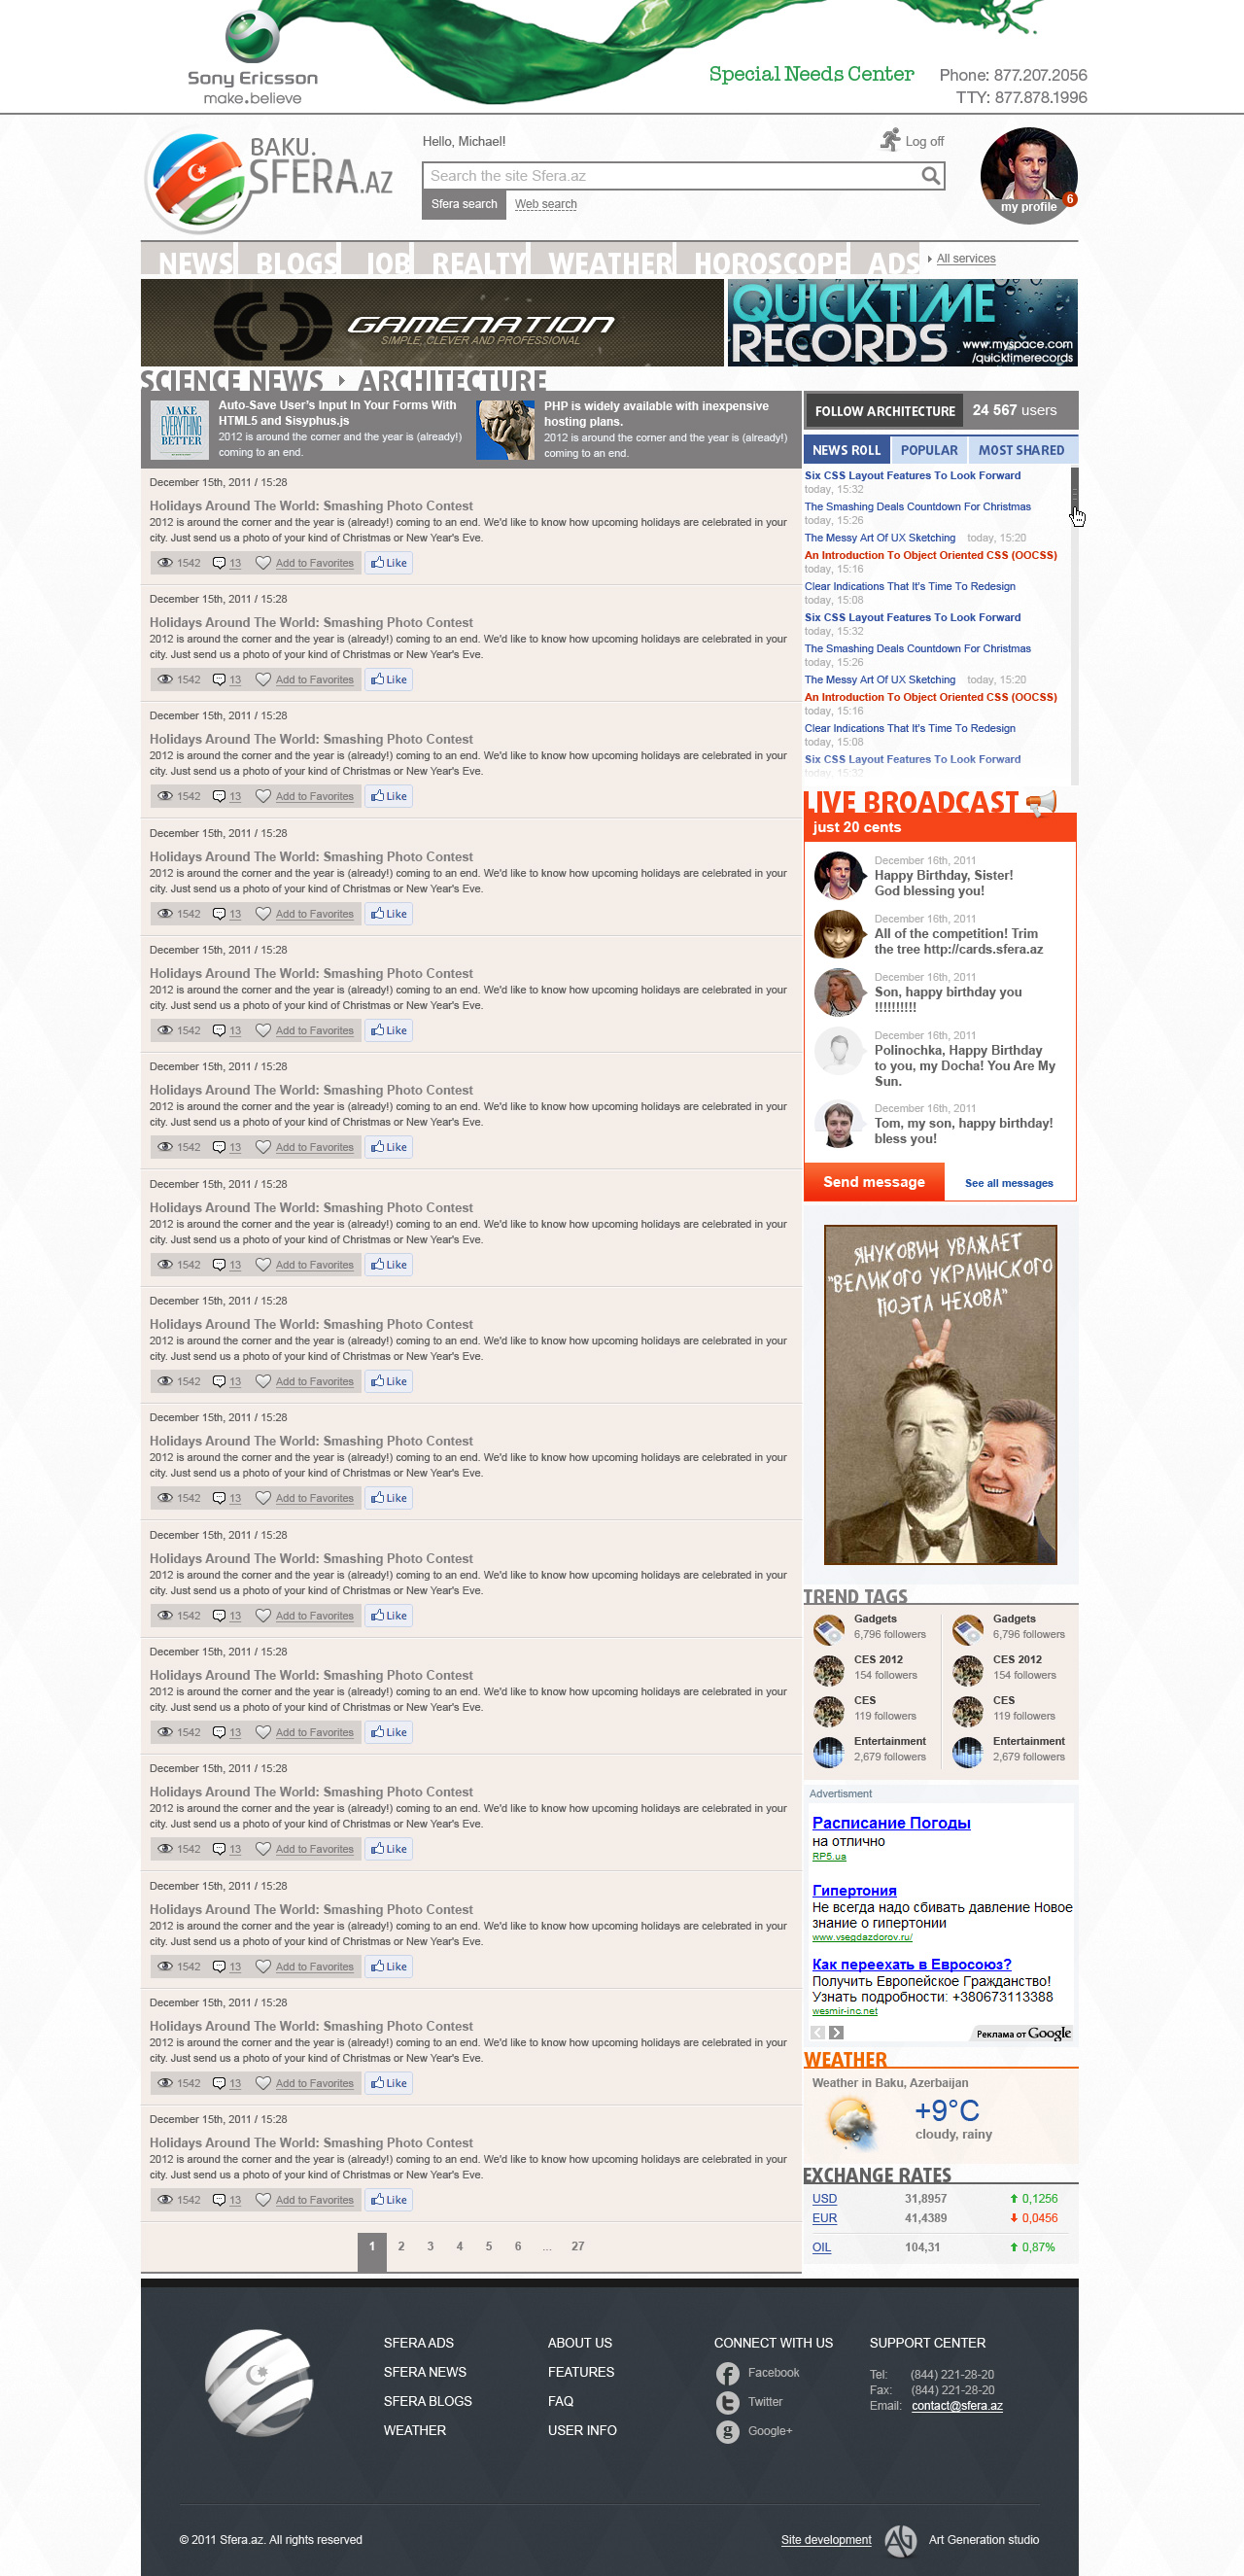 Sony Ericsson
make.believe
Special Needs Center
Phone: 877.207.2056
TTY: 877.878.1996
BAKU.
SFERA.AZ
Hello, Michael!
Log off
Search the site Sfera.az
Sfera search
Web search
my profile
6
NEWS
BLOGS
JOB
REALTY
WEATHER
HOROSCOPE
ADS
All services
GAMENATION
SIMPLE, CLEVER AND PROFESSIONAL
QUICKTIME
RECORDS
www.myspace.com
/quicktimerecords
SCIENCE NEWS
ARCHITECTURE
MAKE
EVERYTHING
BETTER
Auto-Save User's Input In Your Forms With
HTML5 and Sisyphus.js
2012 is around the corner and the year is (already!)
coming to an end.
PHP is widely available with inexpensive
hosting plans.
2012 is around the corner and the year is (already!)
coming to an end.
December 15th, 2011 / 15:28
Holidays Around The World: Smashing Photo Contest
2012 is around the corner and the year is (already!) coming to an end. We'd like to know how upcoming holidays are celebrated in your
city. Just send us a photo of your kind of Christmas or New Year's Eve.
1542 13 Add to Favorites Like
December 15th, 2011 / 15:28
Holidays Around The World: Smashing Photo Contest
2012 is around the corner and the year is (already!) coming to an end. We'd like to know how upcoming holidays are celebrated in your
city. Just send us a photo of your kind of Christmas or New Year's Eve.
1542 13 Add to Favorites Like
December 15th, 2011 / 15:28
Holidays Around The World: Smashing Photo Contest
2012 is around the corner and the year is (already!) coming to an end. We'd like to know how upcoming holidays are celebrated in your
city. Just send us a photo of your kind of Christmas or New Year's Eve.
1542 13 Add to Favorites Like
December 15th, 2011 / 15:28
Holidays Around The World: Smashing Photo Contest
2012 is around the corner and the year is (already!) coming to an end. We'd like to know how upcoming holidays are celebrated in your
city. Just send us a photo of your kind of Christmas or New Year's Eve.
1542 13 Add to Favorites Like
December 15th, 2011 / 15:28
Holidays Around The World: Smashing Photo Contest
2012 is around the corner and the year is (already!) coming to an end. We'd like to know how upcoming holidays are celebrated in your
city. Just send us a photo of your kind of Christmas or New Year's Eve.
1542 13 Add to Favorites Like
December 15th, 2011 / 15:28
Holidays Around The World: Smashing Photo Contest
2012 is around the corner and the year is (already!) coming to an end. We'd like to know how upcoming holidays are celebrated in your
city. Just send us a photo of your kind of Christmas or New Year's Eve.
1542 13 Add to Favorites Like
December 15th, 2011 / 15:28
Holidays Around The World: Smashing Photo Contest
2012 is around the corner and the year is (already!) coming to an end. We'd like to know how upcoming holidays are celebrated in your
city. Just send us a photo of your kind of Christmas or New Year's Eve.
1542 13 Add to Favorites Like
December 15th, 2011 / 15:28
Holidays Around The World: Smashing Photo Contest
2012 is around the corner and the year is (already!) coming to an end. We'd like to know how upcoming holidays are celebrated in your
city. Just send us a photo of your kind of Christmas or New Year's Eve.
1542 13 Add to Favorites Like
December 15th, 2011 / 15:28
Holidays Around The World: Smashing Photo Contest
2012 is around the corner and the year is (already!) coming to an end. We'd like to know how upcoming holidays are celebrated in your
city. Just send us a photo of your kind of Christmas or New Year's Eve.
1542 13 Add to Favorites Like
December 15th, 2011 / 15:28
Holidays Around The World: Smashing Photo Contest
2012 is around the corner and the year is (already!) coming to an end. We'd like to know how upcoming holidays are celebrated in your
city. Just send us a photo of your kind of Christmas or New Year's Eve.
1542 13 Add to Favorites Like
December 15th, 2011 / 15:28
Holidays Around The World: Smashing Photo Contest
2012 is around the corner and the year is (already!) coming to an end. We'd like to know how upcoming holidays are celebrated in your
city. Just send us a photo of your kind of Christmas or New Year's Eve.
1542 13 Add to Favorites Like
December 15th, 2011 / 15:28
Holidays Around The World: Smashing Photo Contest
2012 is around the corner and the year is (already!) coming to an end. We'd like to know how upcoming holidays are celebrated in your
city. Just send us a photo of your kind of Christmas or New Year's Eve.
1542 13 Add to Favorites Like
December 15th, 2011 / 15:28
Holidays Around The World: Smashing Photo Contest
2012 is around the corner and the year is (already!) coming to an end. We'd like to know how upcoming holidays are celebrated in your
city. Just send us a photo of your kind of Christmas or New Year's Eve.
1542 13 Add to Favorites Like
December 15th, 2011 / 15:28
Holidays Around The World: Smashing Photo Contest
2012 is around the corner and the year is (already!) coming to an end. We'd like to know how upcoming holidays are celebrated in your
city. Just send us a photo of your kind of Christmas or New Year's Eve.
1542 13 Add to Favorites Like
December 15th, 2011 / 15:28
Holidays Around The World: Smashing Photo Contest
2012 is around the corner and the year is (already!) coming to an end. We'd like to know how upcoming holidays are celebrated in your
city. Just send us a photo of your kind of Christmas or New Year's Eve.
1542 13 Add to Favorites Like
1 2 3 4 5 6 ... 27
FOLLOW ARCHITECTURE
24 567 users
NEWS ROLL
POPULAR
MOST SHARED
Six CSS Layout Features To Look Forward
today, 15:32
The Smashing Deals Countdown For Christmas
today, 15:26
The Messy Art Of UX Sketching today, 15:20
An Introduction To Object Oriented CSS (OOCSS)
today, 15:16
Clear Indications That It's Time To Redesign
today, 15:08
Six CSS Layout Features To Look Forward
today, 15:32
The Smashing Deals Countdown For Christmas
today, 15:26
The Messy Art Of UX Sketching today, 15:20
An Introduction To Object Oriented CSS (OOCSS)
today, 15:16
Clear Indications That It's Time To Redesign
today, 15:08
Six CSS Layout Features To Look Forward
today, 15:32
LIVE BROADCAST
just 20 cents
December 16th, 2011
Happy Birthday, Sister!
God blessing you!
December 16th, 2011
All of the competition! Trim
the tree http://cards.sfera.az
December 16th, 2011
Son, happy birthday you
!!!!!!!!!!
December 16th, 2011
Polinochka, Happy Birthday
to you, my Docha! You Are My
Sun.
December 16th, 2011
Tom, my son, happy birthday!
bless you!
Send message
See all messages
ЯНУКОВИЧ УВАЖАЕТ
"ВЕЛИКОГО УКРАИНСКОГО
ПОЭТА ЧЕХОВА"
TREND TAGS
Gadgets
6,796 followers
CES 2012
154 followers
CES
119 followers
Entertainment
2,679 followers
Gadgets
6,796 followers
CES 2012
154 followers
CES
119 followers
Entertainment
2,679 followers
Advertisment
Расписание Погоды
на отлично
RP5.ua
Гипертония
Не всегда надо сбивать давление Новое
знание о гипертонии
www.vsegdazdorov.ru/
Как переехать в Евросоюз?
Получить Европейское Гражданство!
Узнать подробности: +380673113388
wesmir-inc.net
Реклама от Google
WEATHER
Weather in Baku, Azerbaijan
+9°C
cloudy, rainy
EXCHANGE RATES
USD 31,8957 0,1256
EUR 41,4389 0,0456
OIL 104,31 0,87%
SFERA ADS
SFERA NEWS
SFERA BLOGS
WEATHER
ABOUT US
FEATURES
FAQ
USER INFO
CONNECT WITH US
Facebook
Twitter
Google+
SUPPORT CENTER
Tel: (844) 221-28-20
Fax: (844) 221-28-20
Email: contact@sfera.az
© 2011 Sfera.az. All rights reserved
Site development
Art Generation studio